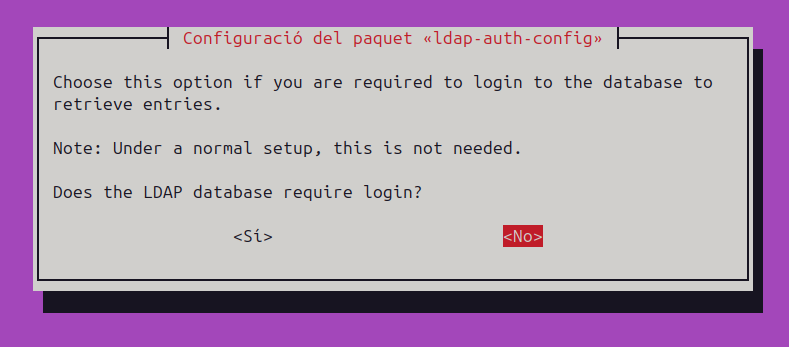 Configuració del paquet «ldap-auth-config»
Choose this option if you are required to login to the database to
retrieve entries.
Note: Under a normal setup, this is not needed.
Does the LDAP database require login?
<Sí> <No>